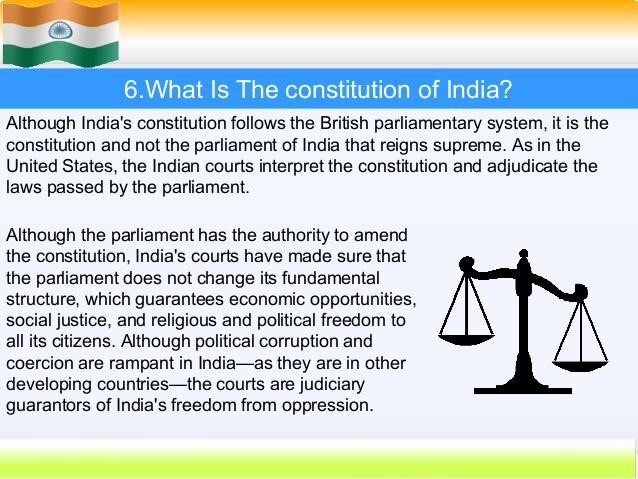 6.What Is The constitution of India?
Although India's constitution follows the British parliamentary system, it is the
constitution and not the parliament of India that reigns supreme. As in the
United States, the Indian courts interpret the constitution and adjudicate the
laws passed by the parliament.
Although the parliament has the authority to amend
the constitution, India's courts have made sure that
the parliament does not change its fundamental
structure, which guarantees economic opportunities,
social justice, and religious and political freedom to
all its citizens. Although political corruption and
coercion are rampant in India—as they are in other
developing countries—the courts are judiciary
guarantors of India's freedom from oppression.